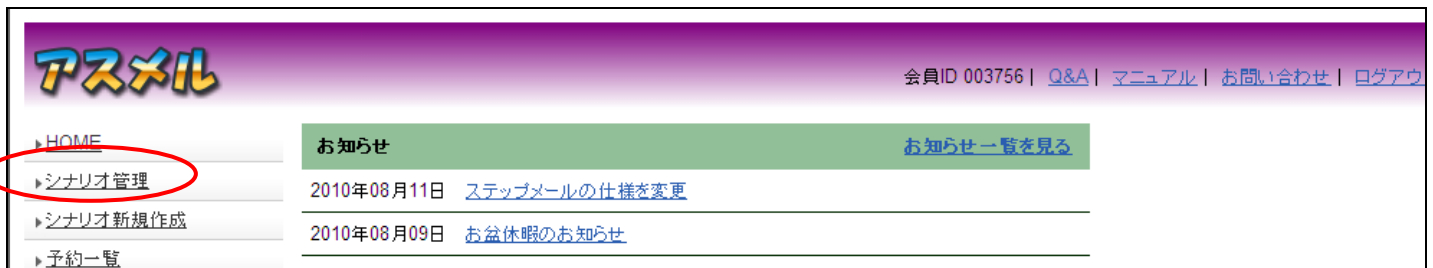 アスメル
会員ID 003756 | Q&A | マニュアル | お問い合わせ | ログアウ
▶HOME
▶シナリオ管理
▶シナリオ新規作成
▶予約一覧
お知らせ お知らせ一覧を見る
2010年08月11日 ステップメールの仕様を変更
2010年08月09日 お盆休暇のお知らせ